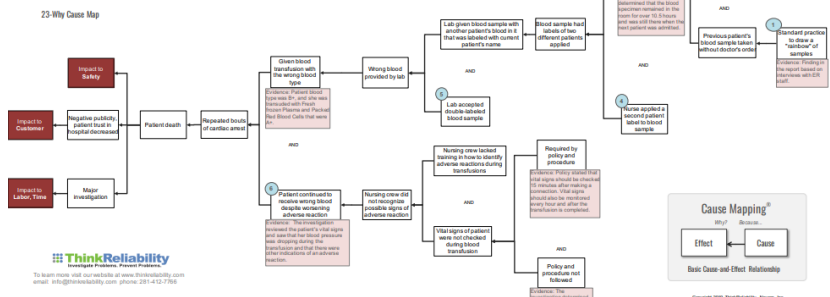 23-Why Cause Map
Impact to
Safety
Impact to
Customer
Impact to
Labor, Time
Negative publicity,
patient trust in
hospital decreased
Major
Investigation
Patient death
Repeated bouts
of cardiac arrest
Given blood
transfusion with
the wrong blood
type
Evidence: Patient blood
type was B+, and she was
transfused with Fresh
frozen Plasma and Packed
Red Blood Cells that were
A+.
AND
6
Patient continued to
receive wrong blood
despite worsening
adverse reaction
Evidence: The investigation
reviewed the patient's vital signs
and saw that her blood pressure
was dropping during the
transfusion and that there were
other indications of an adverse
reaction.
Wrong blood
provided by lab
Nursing crew did
not recognize
possible signs of
adverse reaction
Lab given blood sample with
another patient's blood in it
that was labeled with current
patient's name
AND
5
Lab accepted
double-labeled
blood sample
Nursing crew lacked
training in how to identify
adverse reactions during
transfusions
AND
Vital signs of patient
were not checked
during blood
transfusion
Blood sample had
labels of two
different patients
applied
Required by
policy and
procedure
Evidence: Policy stated that
vital signs should be checked
15 minutes after making a
connection. Vital signs
should also be monitored
every hour and after the
transfusion is completed.
AND
Policy and
procedure not
followed
Evidence: The
determined that the blood
specimen remained in the
room for over 10.5 hours
and was still there when the
next patient was admitted.
AND
4
Nurse applied a
second patient
label to blood
sample
AND
Previous patient's
blood sample taken
without doctor's order
Standard practice
to draw a
"rainbow" of
samples
Evidence: Finding in
the report based on
interviews with ER
staff.
Cause Mapping®
Why? Because...
Effect
Cause
Basic Cause-and-Effect Relationship
ThinkReliability
Investigate Problems. Prevent Problems.
To learn more visit our website at www.thinkreliability.com
email: info@thinkreliability.com phone: 281-412-7766